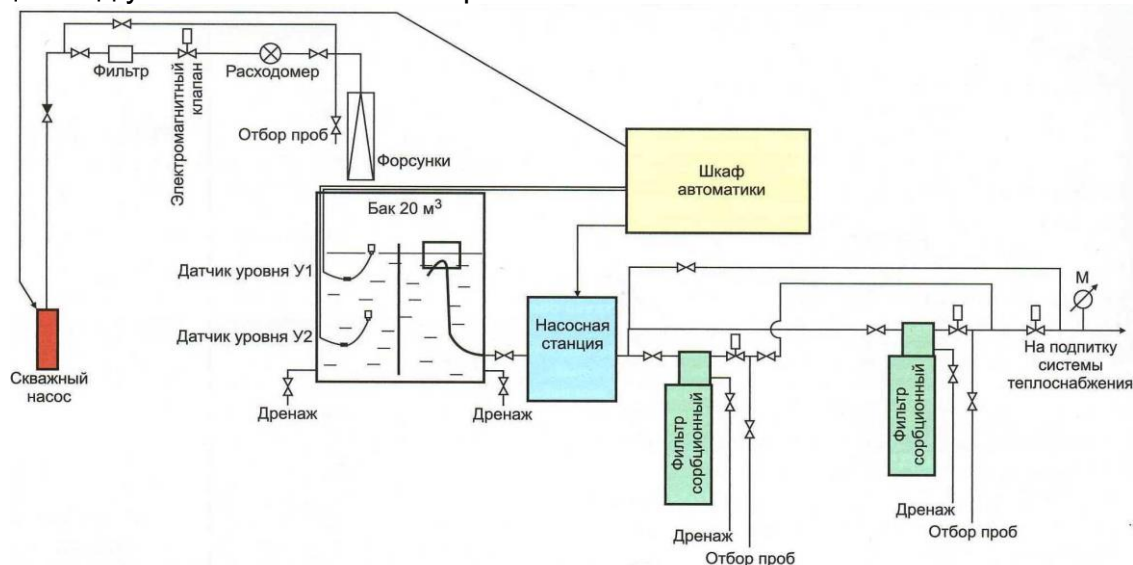 Фильтр
Электромагнитный
клапан
Расходомер
Отбор проб
Форсунки
Шкаф
автоматики
Бак 20 м³
Датчик уровня У1
Датчик уровня У2
Насосная
станция
М
На подпитку
системы
теплоснабжения
Скважный
насос
Дренаж
Дренаж
Фильтр
сорбционный
Фильтр
сорбционный
Дренаж
Отбор проб
Дренаж
Отбор проб